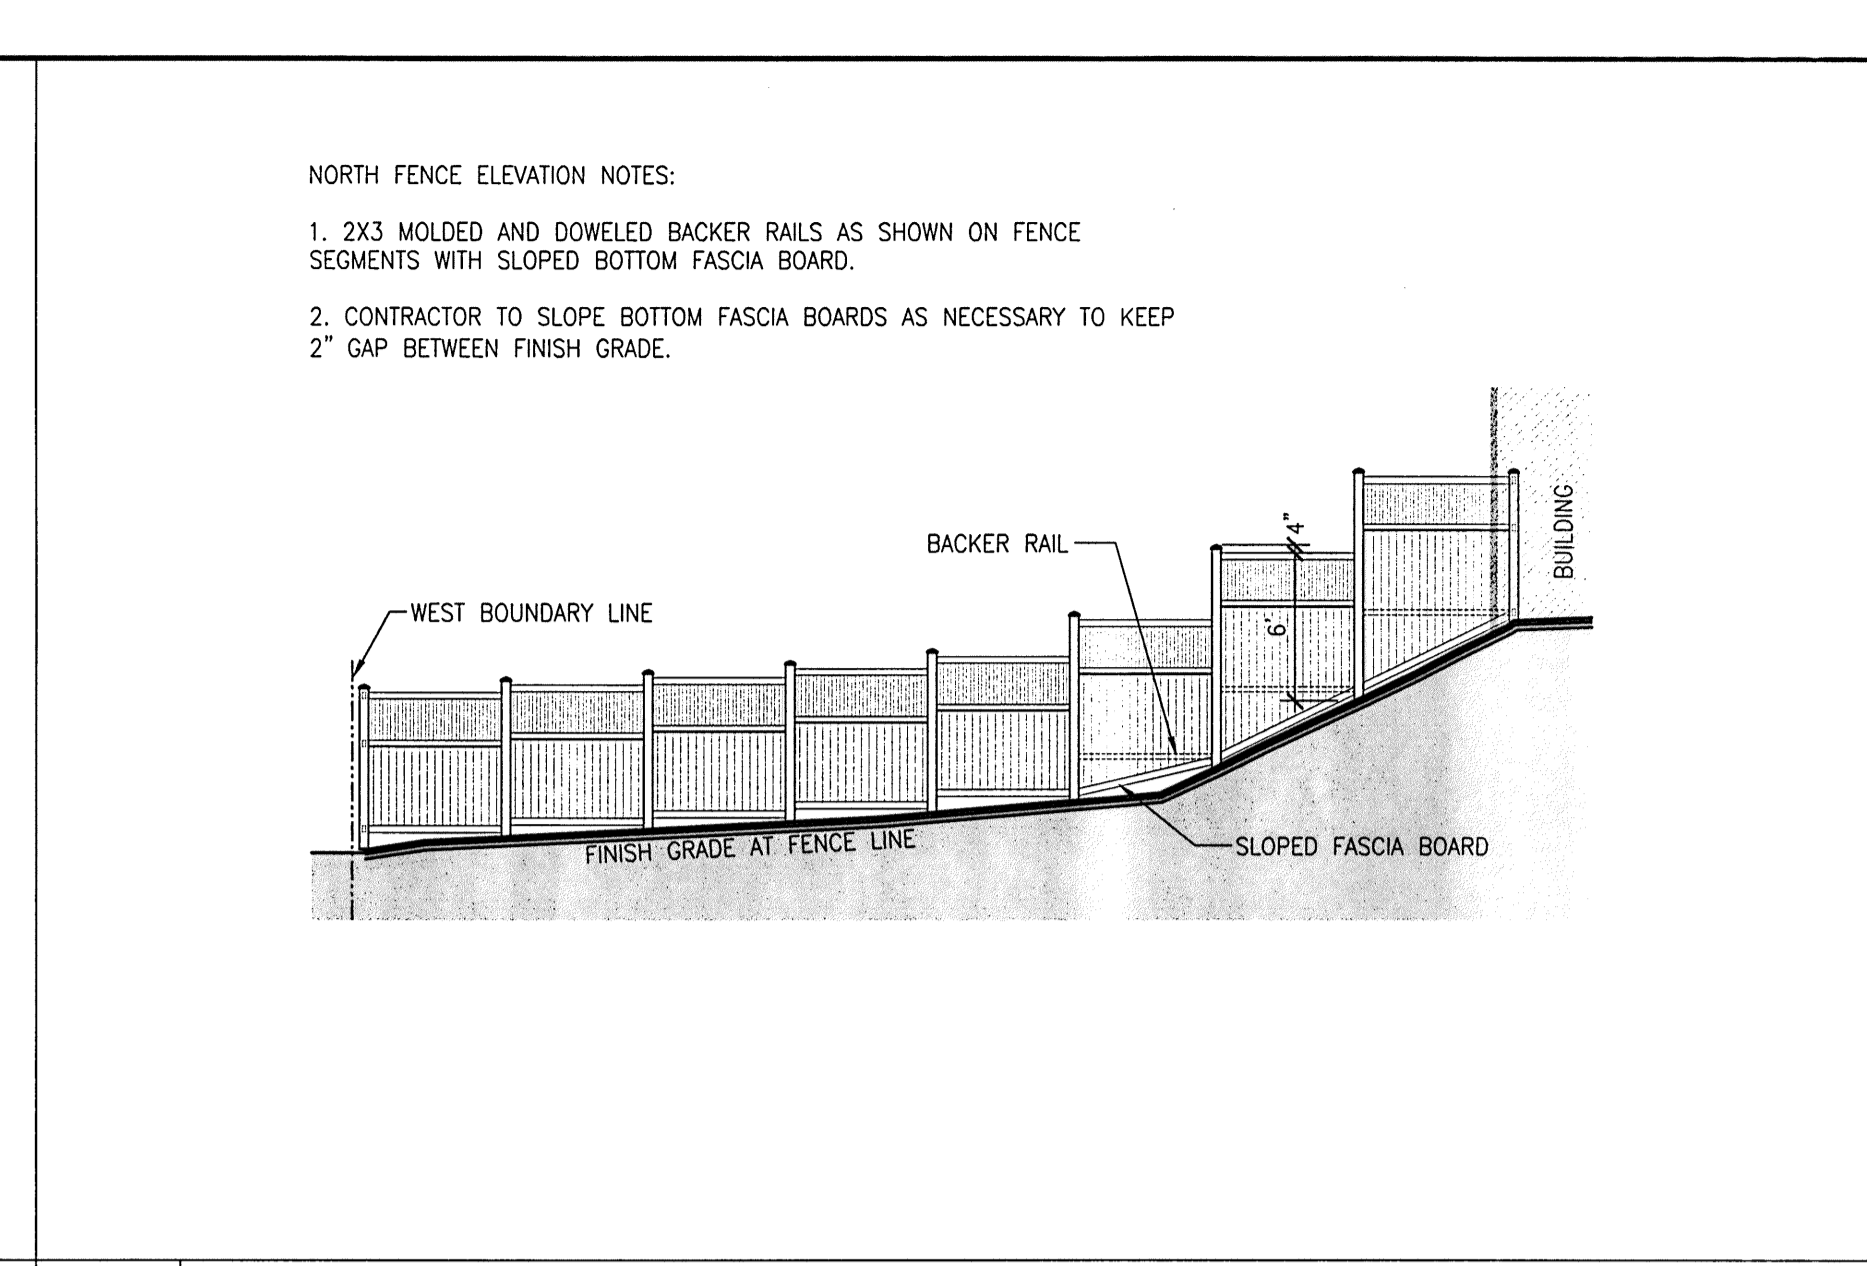 NORTH FENCE ELEVATION NOTES:
1. 2X3 MOLDED AND DOWELED BACKER RAILS AS SHOWN ON FENCE
SEGMENTS WITH SLOPED BOTTOM FASCIA BOARD.
2. CONTRACTOR TO SLOPE BOTTOM FASCIA BOARDS AS NECESSARY TO KEEP
2" GAP BETWEEN FINISH GRADE.
BUILDING
4"
BACKER RAIL
6'
WEST BOUNDARY LINE
FINISH GRADE AT FENCE LINE
SLOPED FASCIA BOARD